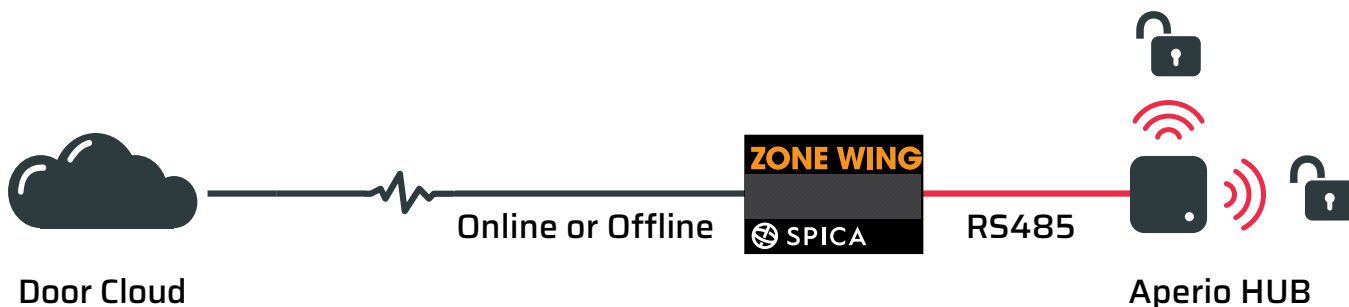 ZONE WING
Online or Offline
SPICA
RS485
Door Cloud
Aperio HUB